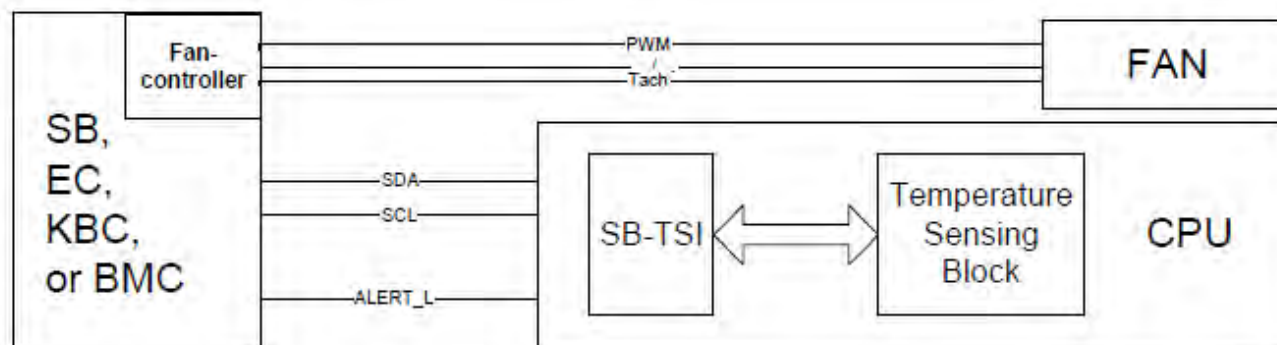 Fan-
controller
PWM
/
Tach
FAN
SB,
EC,
KBC,
or BMC
SDA
SCL
ALERT_L
SB-TSI
Temperature
Sensing
Block
CPU